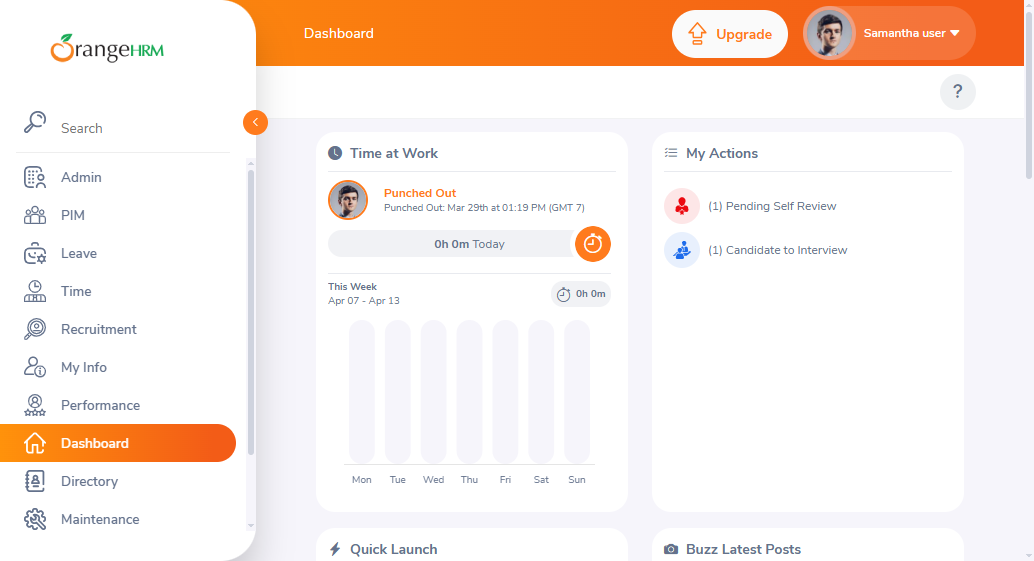 OrangeHRM
Search
Admin
PIM
Leave
Time
Recruitment
My Info
Performance
Dashboard
Directory
Maintenance
Dashboard
Upgrade
Samantha user
?
Time at Work
Punched Out
Punched Out: Mar 29th at 01:19 PM (GMT 7)
0h 0m Today
This Week
Apr 07 - Apr 13
0h 0m
Mon Tue Wed Thu Fri Sat Sun
My Actions
(1) Pending Self Review
(1) Candidate to Interview
Quick Launch
Buzz Latest Posts